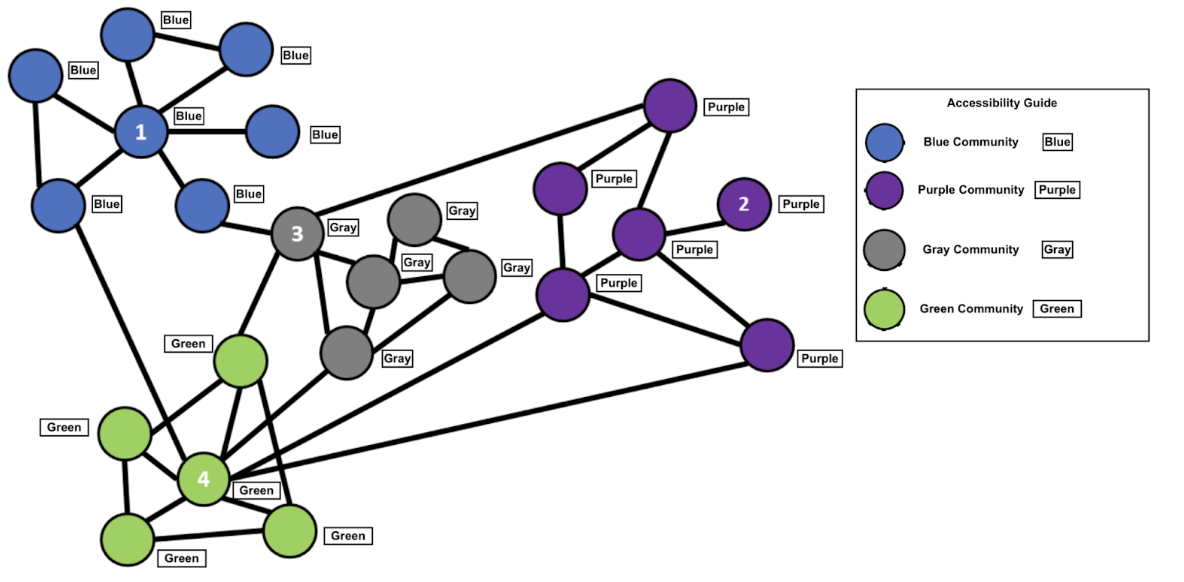 Blue
Blue
Blue
Blue
1
Blue
Blue
Blue
Purple
Purple
2
Purple
Purple
Purple
Purple
3
Gray
Gray
Gray
Gray
Gray
Green
Green
4
Green
Green
Green
Accessibility Guide
Blue Community Blue
Purple Community Purple
Gray Community Gray
Green Community Green